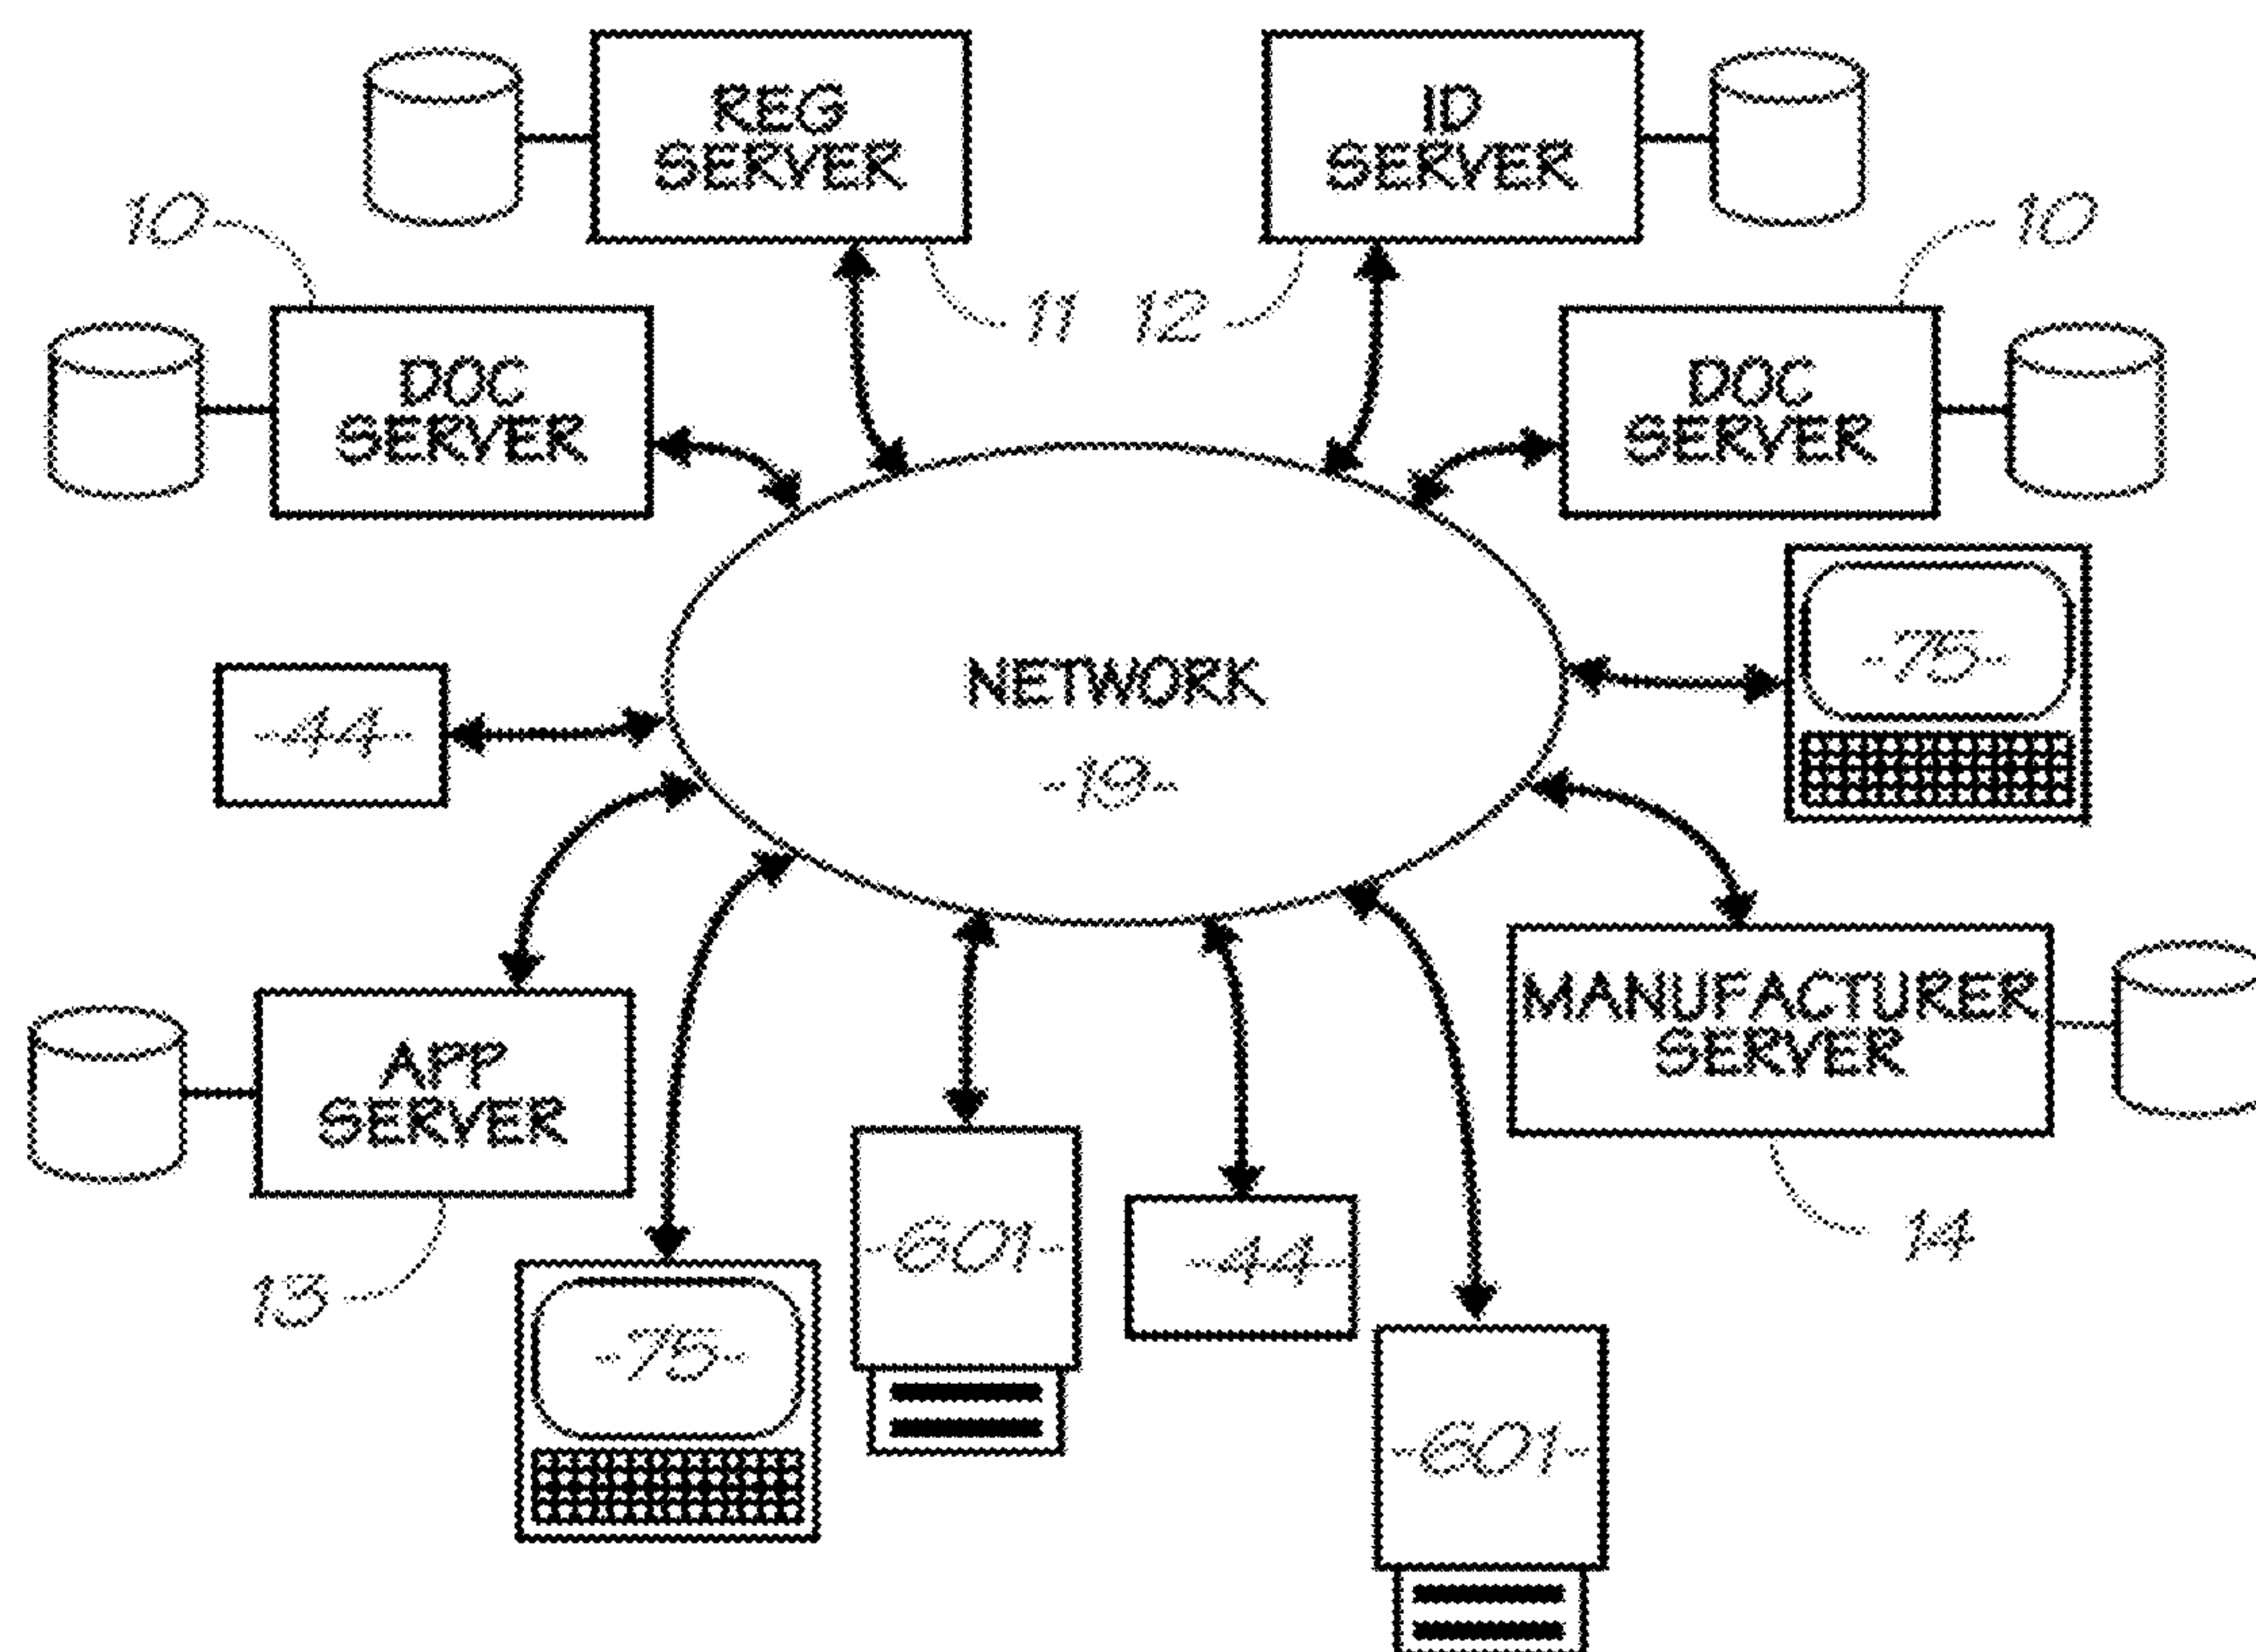 REG
SERVER
ID
SERVER
10
10
11
12
DOC
SERVER
DOC
SERVER
NETWORK
-19-
-75-
-44-
MANUFACTURER
SERVER
APP
SERVER
-601-
-44-
14
13
-75-
-601-